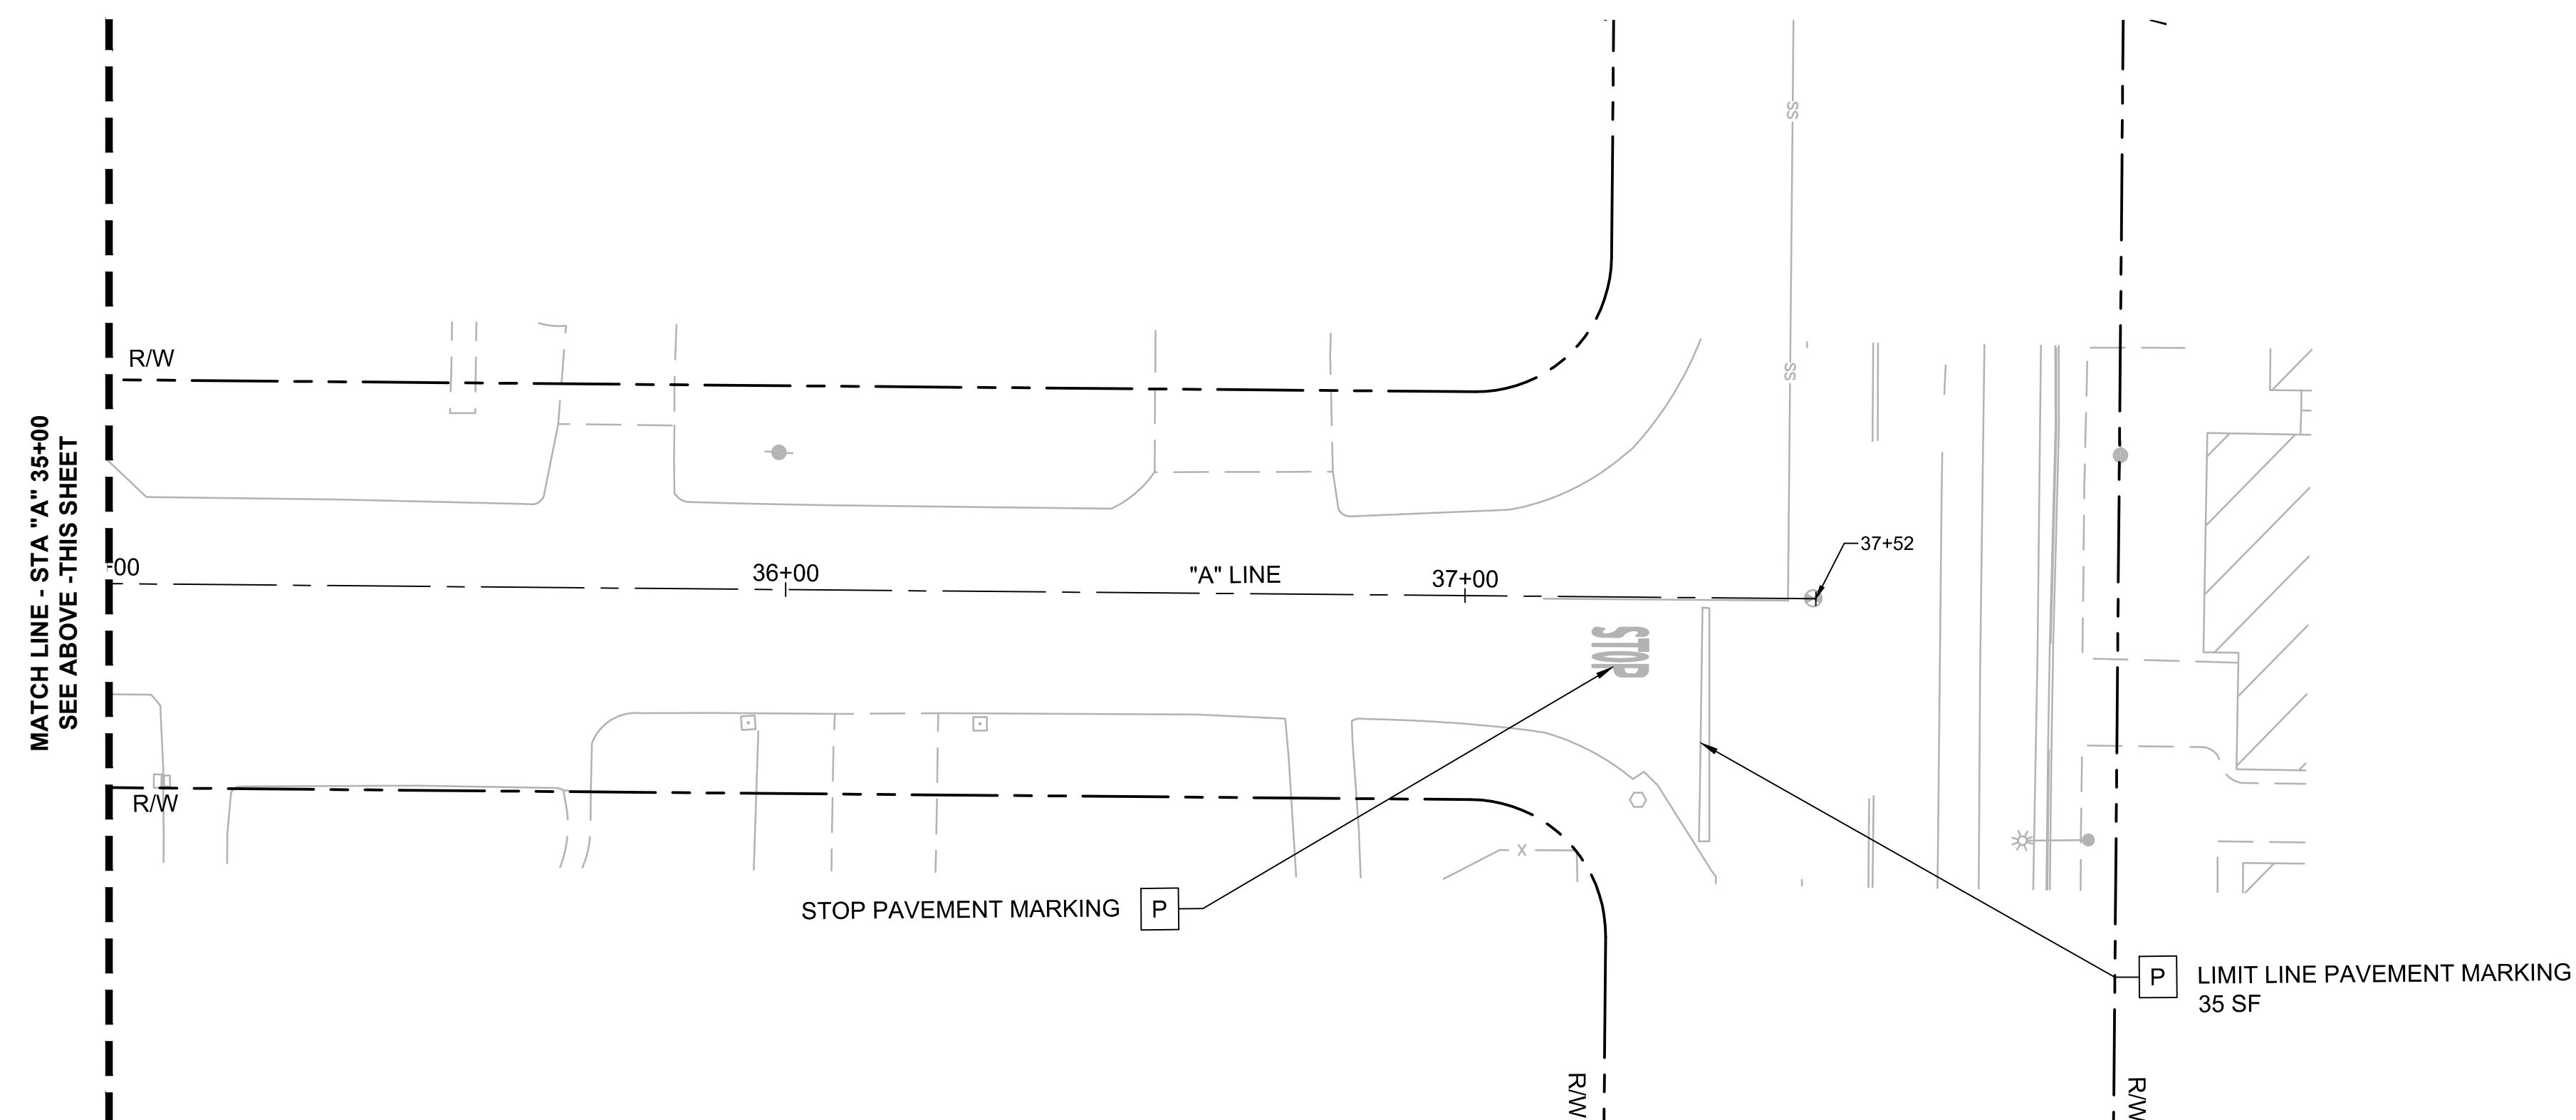 SS
SS
R/W
MATCH LINE - STA "A" 35+00
SEE ABOVE -THIS SHEET
+00
36+00
"A" LINE
37+00
37+52
STOP
R/W
X
STOP PAVEMENT MARKING P
P LIMIT LINE PAVEMENT MARKING
35 SF
R/W
R/W